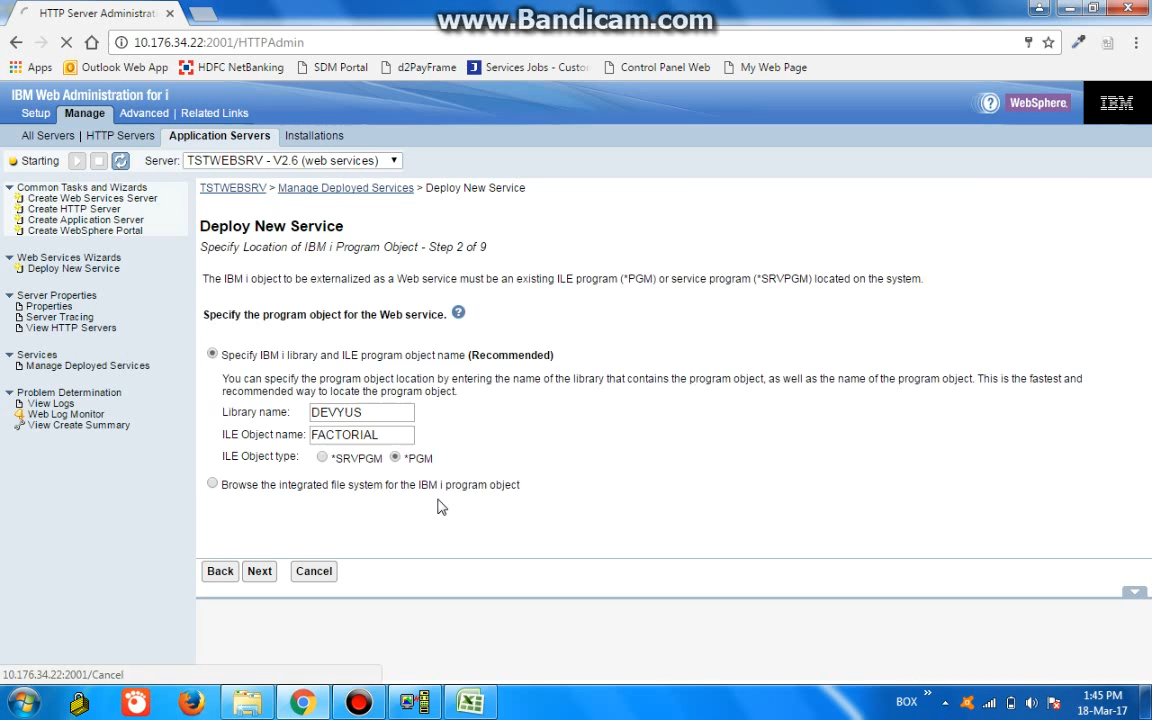 HTTP Server Administrat
www.Bandicam.com
10.176.34.22:2001/HTTPAdmin
Apps Outlook Web App HDFC NetBanking SDM Portal d2PayFrame Services Jobs - Custo Control Panel Web My Web Page
IBM Web Administration for i
Setup Manage Advanced | Related Links
WebSphere. IBM
All Servers | HTTP Servers Application Servers Installations
Starting Server: TSTWEBSRV - V2.6 (web services)
Common Tasks and Wizards
Create Web Services Server
Create HTTP Server
Create Application Server
Create WebSphere Portal
Web Services Wizards
Deploy New Service
Server Properties
Properties
Server Tracing
View HTTP Servers
Services
Manage Deployed Services
Problem Determination
View Logs
Web Log Monitor
View Create Summary
TSTWEBSRV > Manage Deployed Services > Deploy New Service
Deploy New Service
Specify Location of IBM i Program Object - Step 2 of 9
The IBM i object to be externalized as a Web service must be an existing ILE program (*PGM) or service program (*SRVPGM) located on the system.
Specify the program object for the Web service. ?
Specify IBM i library and ILE program object name (Recommended)
You can specify the program object location by entering the name of the library that contains the program object, as well as the name of the program object. This is the fastest and
recommended way to locate the program object.
Library name: DEVYUS
ILE Object name: FACTORIAL
ILE Object type: *SRVPGM *PGM
Browse the integrated file system for the IBM i program object
Back Next Cancel
10.176.34.22:2001/Cancel
BOX
1:45 PM
18-Mar-17